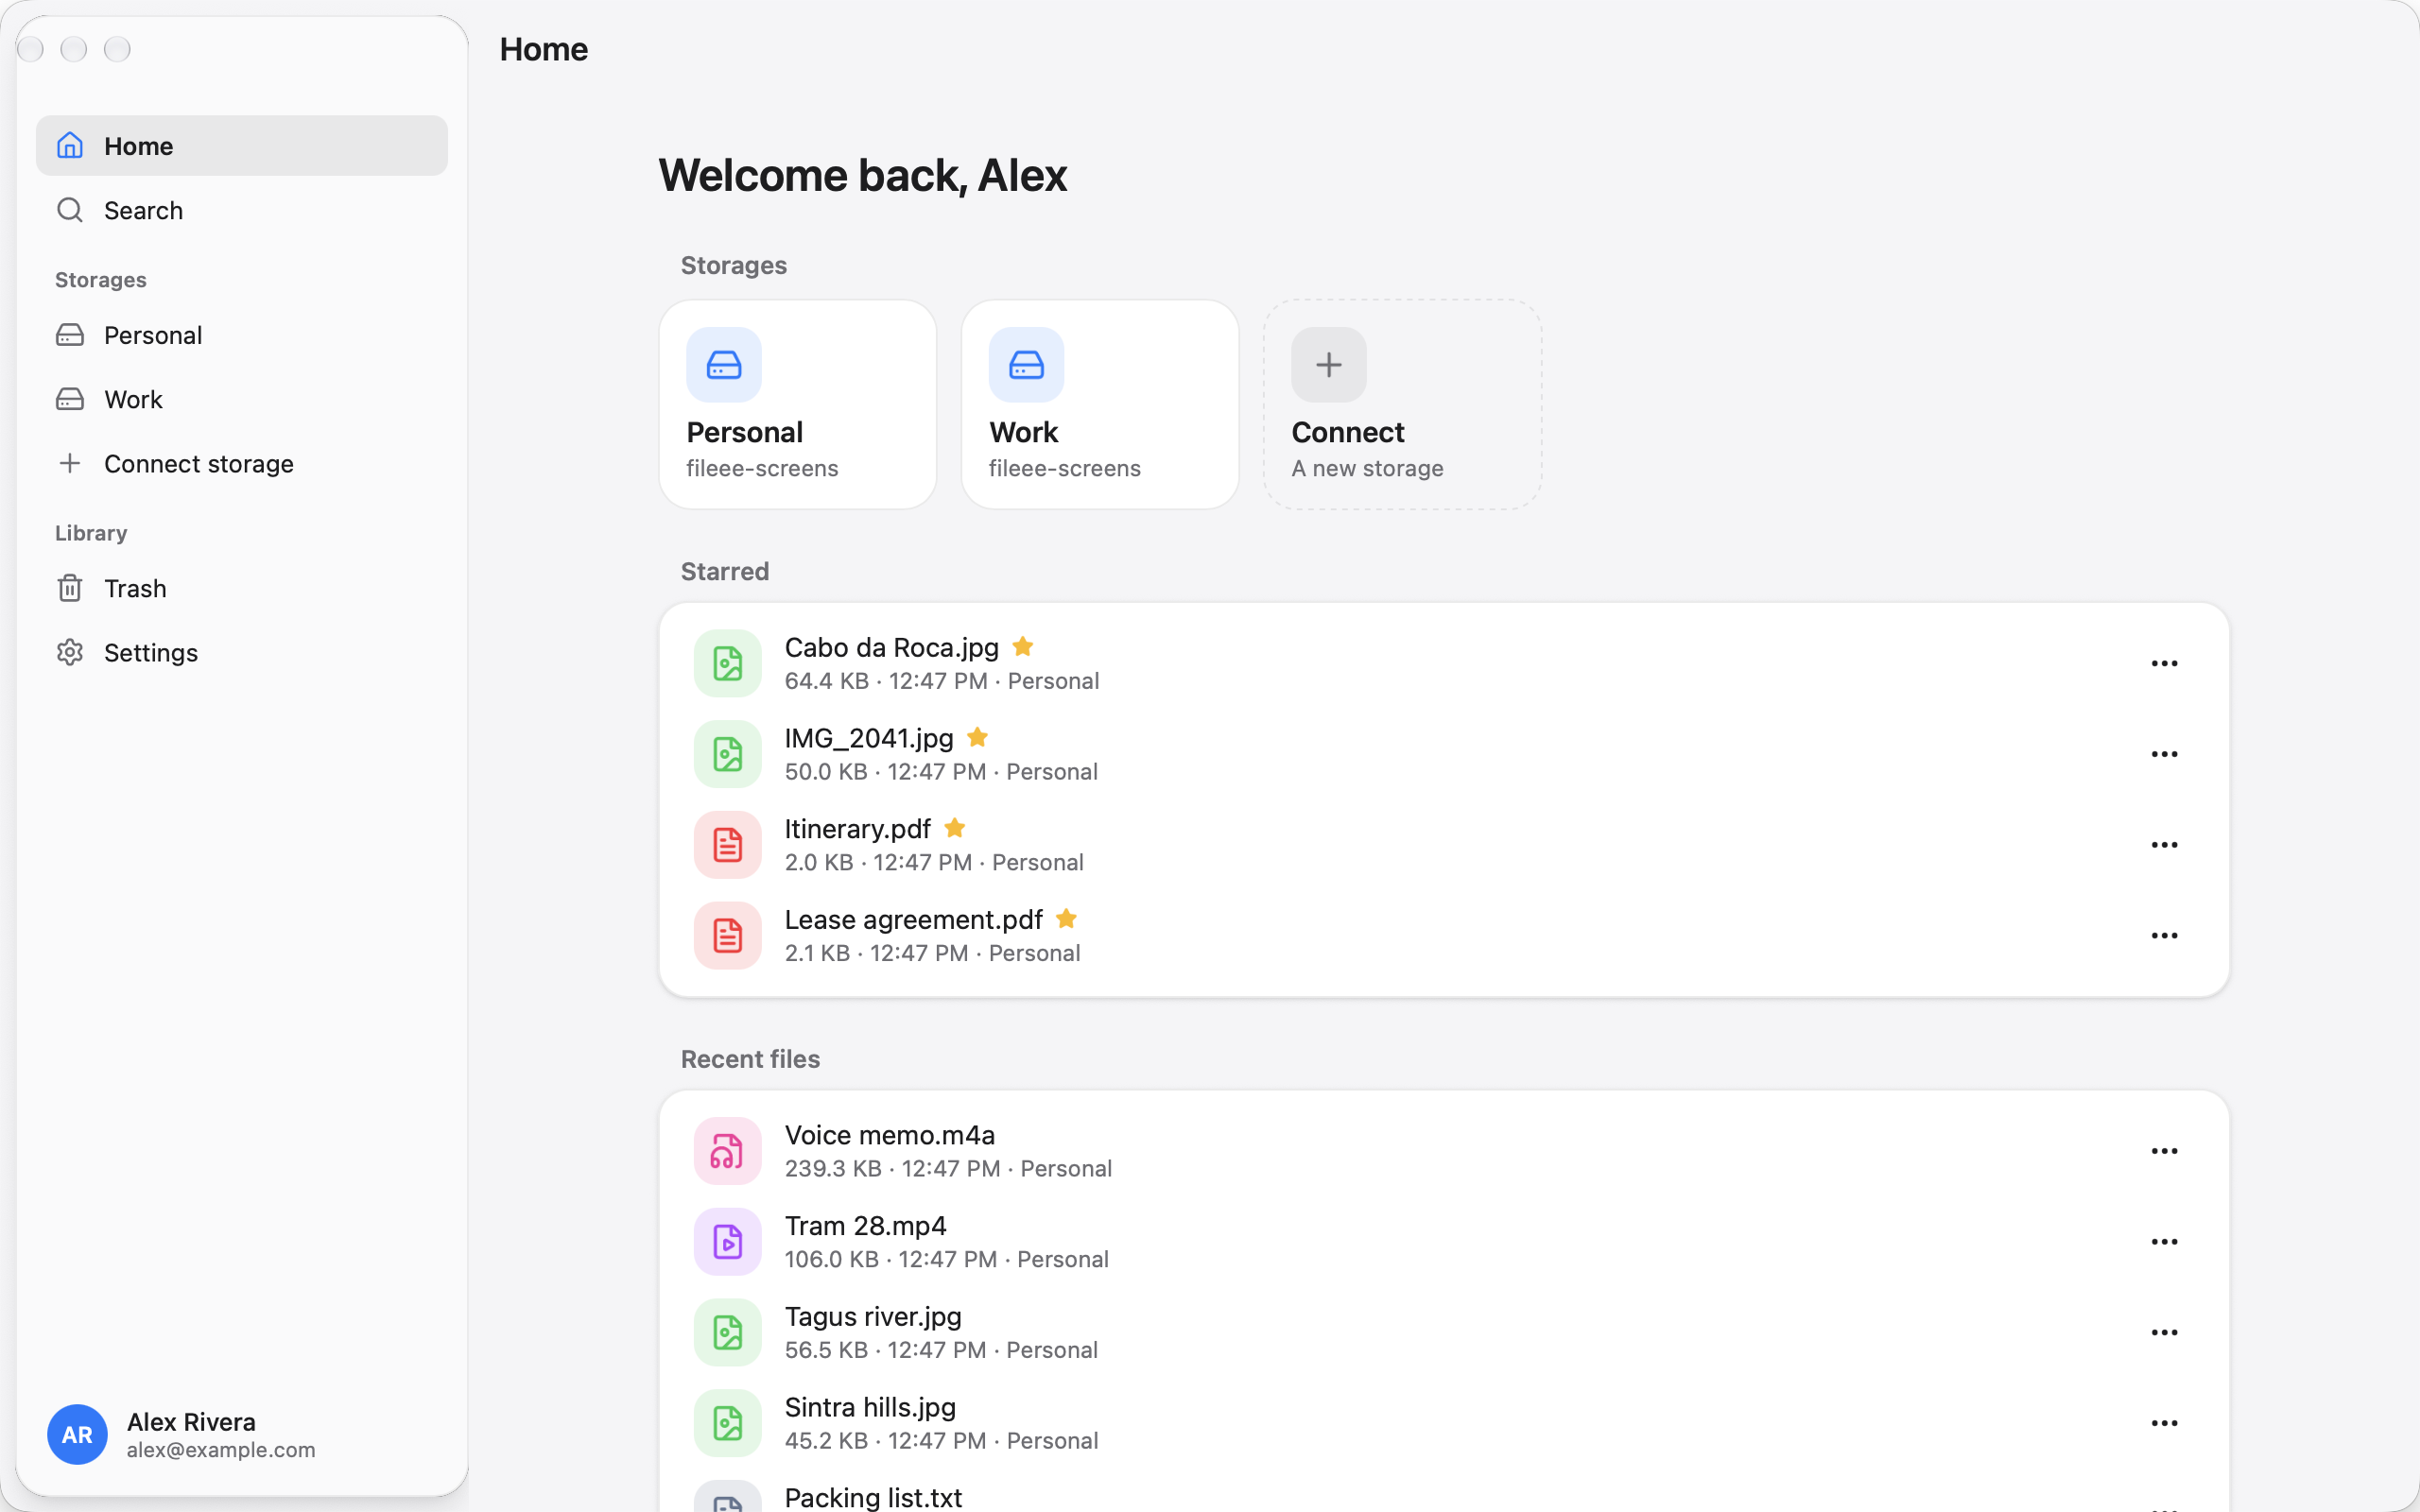 Home
Search
Storages
Personal
Work
Connect storage
Library
Trash
Settings
AR
Alex Rivera
alex@example.com
Home
Welcome back, Alex
Storages
Personal
fileee-screens
Work
fileee-screens
Connect
A new storage
Starred
Cabo da Roca.jpg
64.4 KB · 12:47 PM · Personal
IMG_2041.jpg
50.0 KB · 12:47 PM · Personal
Itinerary.pdf
2.0 KB · 12:47 PM · Personal
Lease agreement.pdf
2.1 KB · 12:47 PM · Personal
Recent files
Voice memo.m4a
239.3 KB · 12:47 PM · Personal
Tram 28.mp4
106.0 KB · 12:47 PM · Personal
Tagus river.jpg
56.5 KB · 12:47 PM · Personal
Sintra hills.jpg
45.2 KB · 12:47 PM · Personal
Packing list.txt